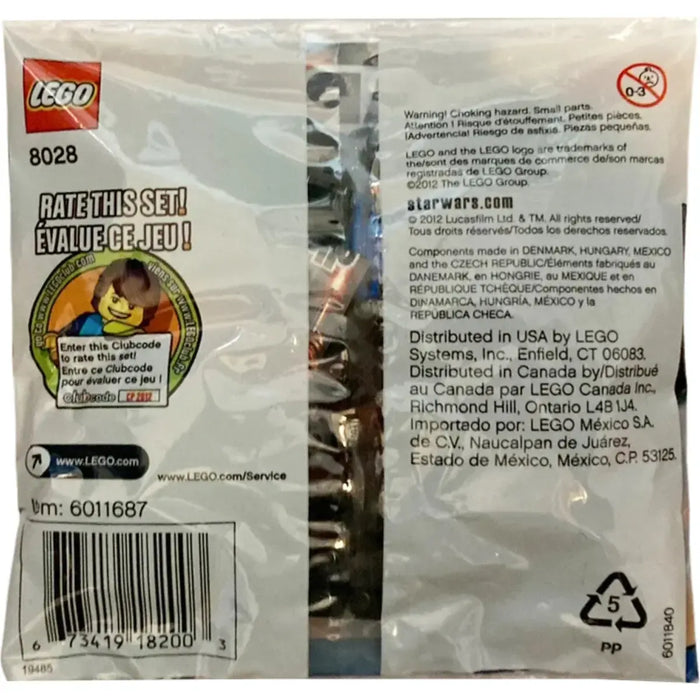 LEGO
8028
RATE THIS SET!
ÉVALUE CE JEU!
Enter this Clubcode
to rate this set!
Entre ce Clubcode
pour évaluer ce jeu !
clubcode CP 2012
www.LEGO.com
www.LEGO.com/Service
6011687
6 73419 18200 3
19485
0-3
Warning! Choking hazard. Small parts.
Attention ! Risque d'étouffement. Petites pièces.
¡Advertencia! Riesgo de asfixia. Piezas pequeñas.
LEGO and the LEGO logo are trademarks of
the/sont des marques de commerce de/son marcas
registradas de LEGO Group.
©2012 The LEGO Group.
starwars.com
© 2012 Lucasfilm Ltd. & TM. All rights reserved/
Tous droits réservés/Todos los derechos reservados.
Components made in DENMARK, HUNGARY, MEXICO
and the CZECH REPUBLIC/Éléments fabriqués au
DANEMARK, en HONGRIE, au MEXIQUE et en
RÉPUBLIQUE TCHÈQUE/Componentes hechos en
DINAMARCA, HUNGRÍA, MÉXICO y la
REPÚBLICA CHECA.
Distributed in USA by LEGO
Systems, Inc., Enfield, CT 06083.
Distributed in Canada by/Distribué
au Canada par LEGO Canada Inc.,
Richmond Hill, Ontario L4B 1J4.
Importado por: LEGO México S.A.
de C.V., Naucalpan de Juárez,
Estado de México, México, C.P. 53125.
5
PP
6011840